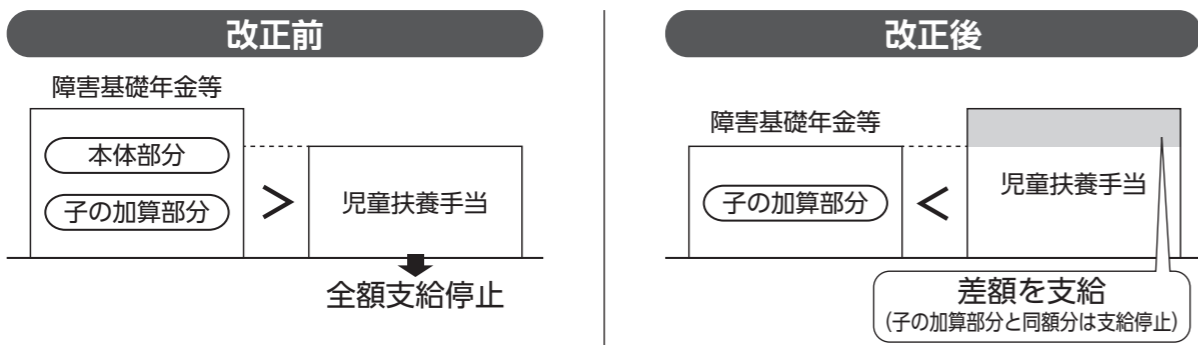 改正前
障害基礎年金等
本体部分
子の加算部分
>
児童扶養手当
全額支給停止
改正後
障害基礎年金等
子の加算部分
<
児童扶養手当
差額を支給
(子の加算部分と同額分は支給停止)